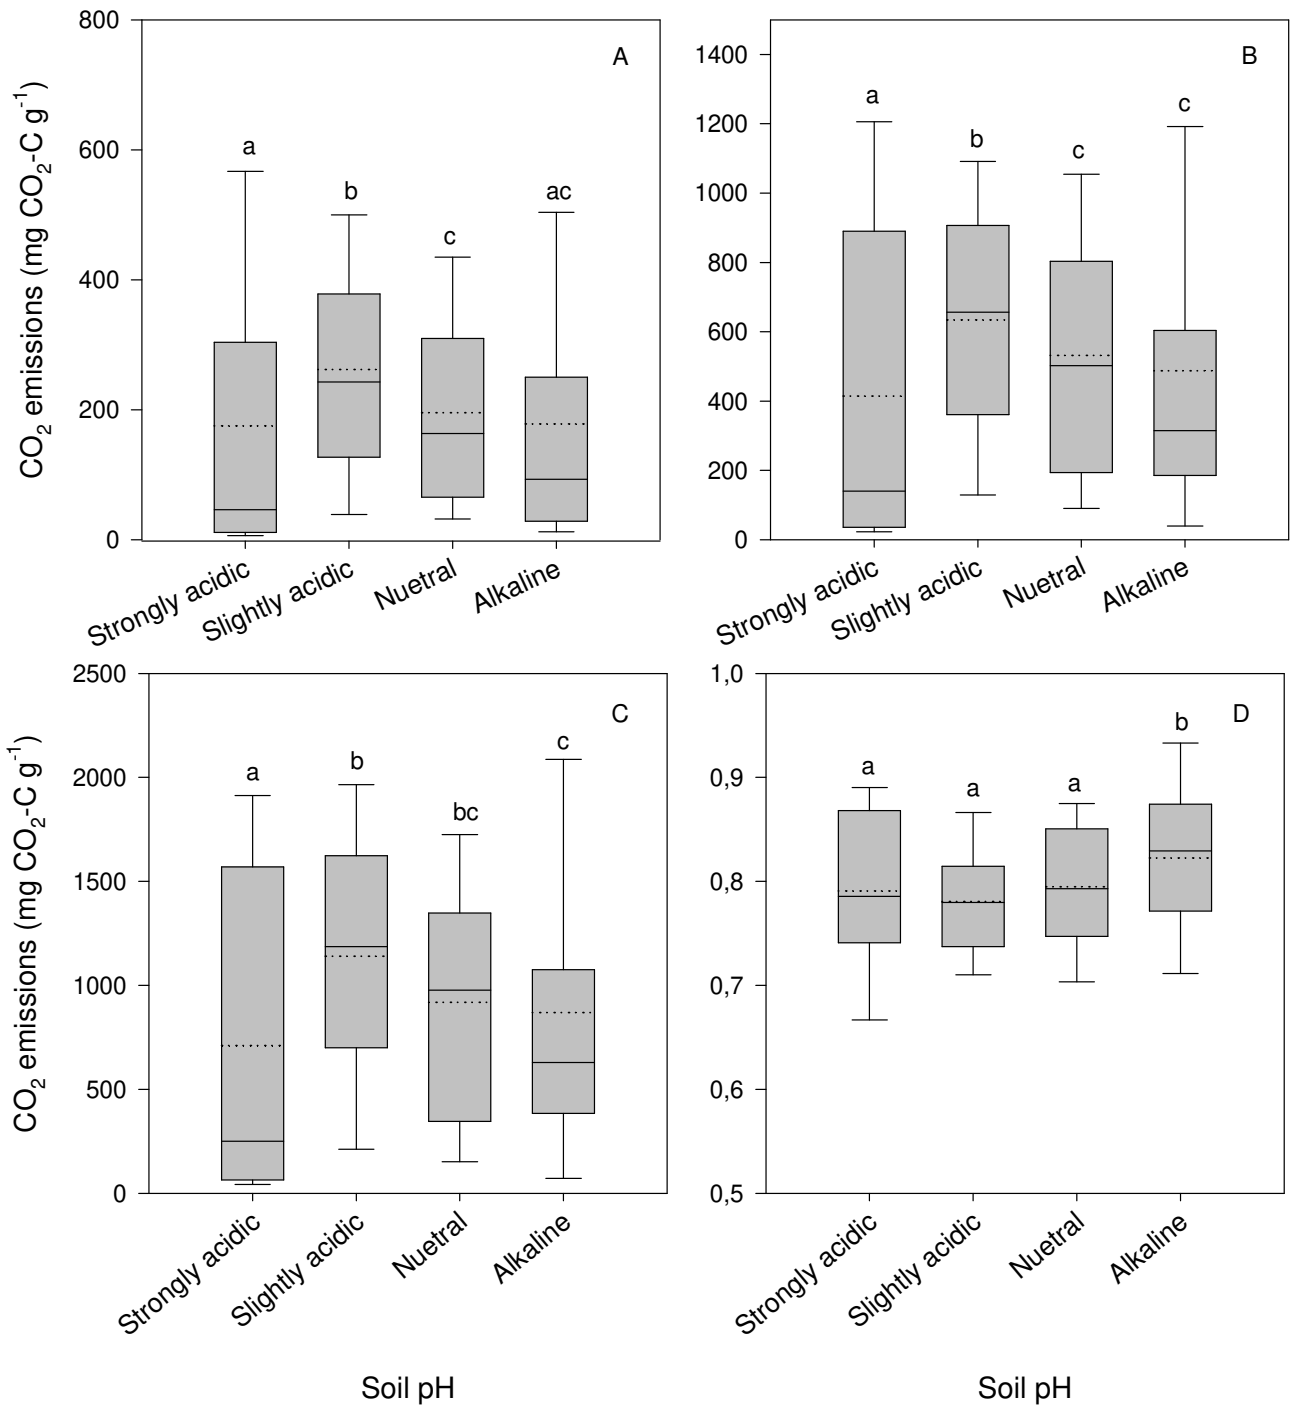 A
CO2 emissions (mg CO2-C g-1)
800
600
400
200
0
a
b
c
ac
Strongly acidic
Slightly acidic
Nuetral
Alkaline
B
1400
1200
1000
800
600
400
200
0
a
b
c
c
Strongly acidic
Slightly acidic
Nuetral
Alkaline
C
CO2 emissions (mg CO2-C g-1)
2500
2000
1500
1000
500
0
a
b
bc
c
Strongly acidic
Slightly acidic
Nuetral
Alkaline
Soil pH
D
1,0
0,9
0,8
0,7
0,6
0,5
a
a
a
b
Strongly acidic
Slightly acidic
Nuetral
Alkaline
Soil pH